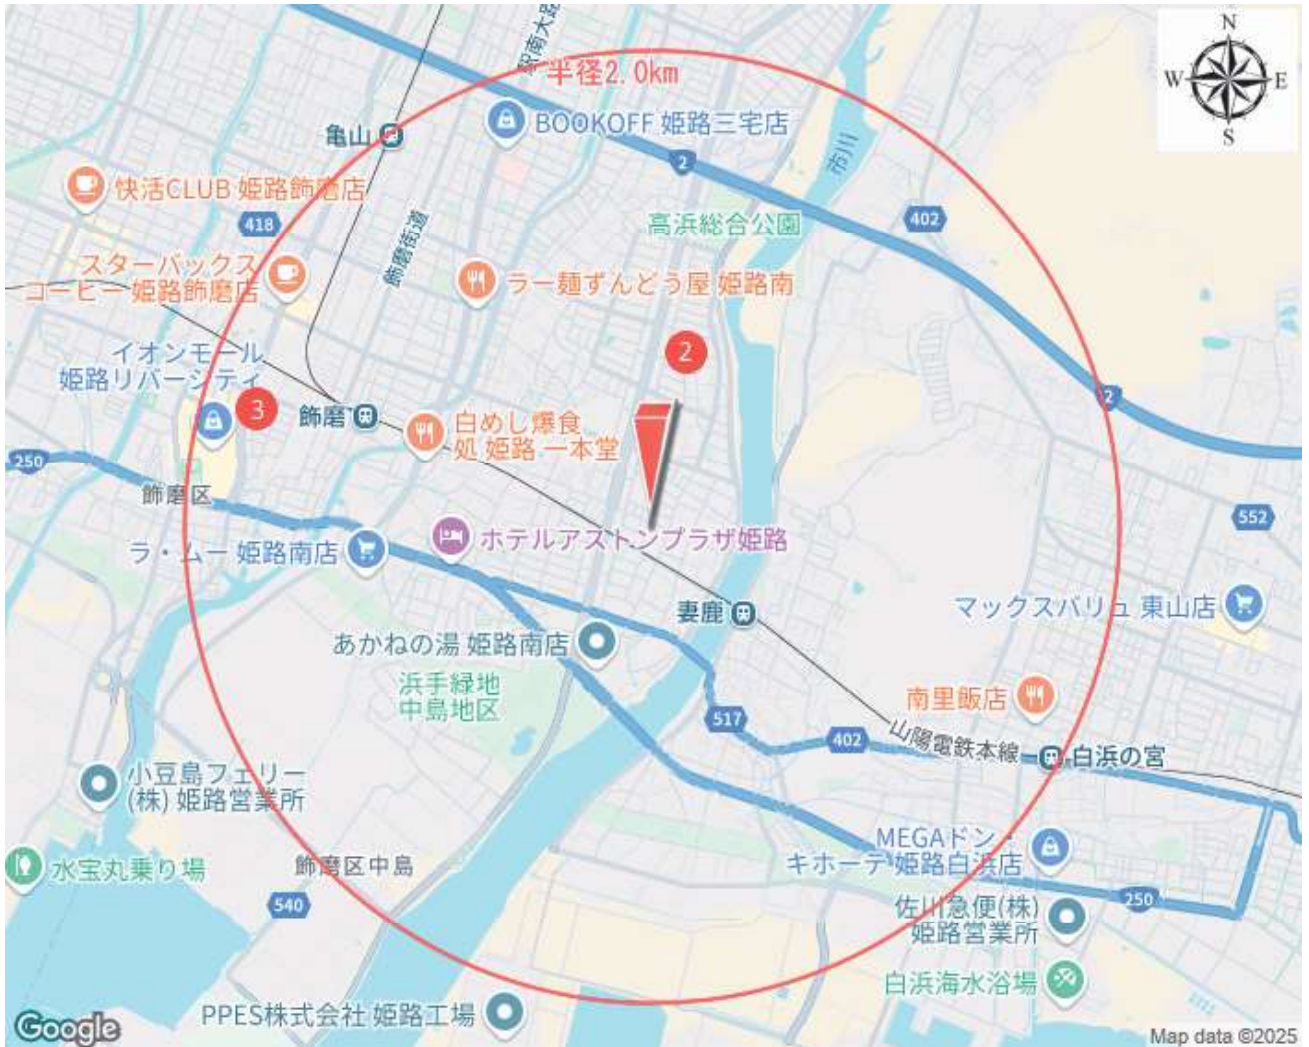 N
W E
S
駅南大路
半径2.0km
BOOKOFF 姫路三宅店
亀山
2
市川
快活CLUB 姫路飾磨店
418
飾磨街道
高浜総合公園
402
スターバックス
コーヒー 姫路飾磨店
ラー麺ずんどう屋 姫路南
イオンモール
姫路リバーシティ
2
3
飾磨
白めし爆食
処 姫路 一本堂
2
250
飾磨区
552
ラ・ムー 姫路南店
ホテルアストンプラザ姫路
妻鹿
マックスバリュ 東山店
あかねの湯 姫路南店
浜手緑地
中島地区
南里飯店
517
402
山陽電鉄本線
白浜の宮
小豆島フェリー
(株) 姫路営業所
水宝丸乗り場
飾磨区中島
MEGAドン・
キホーテ 姫路白浜店
540
250
佐川急便(株)
姫路営業所
白浜海水浴場
PPES株式会社 姫路工場
Google
Map data ©2025